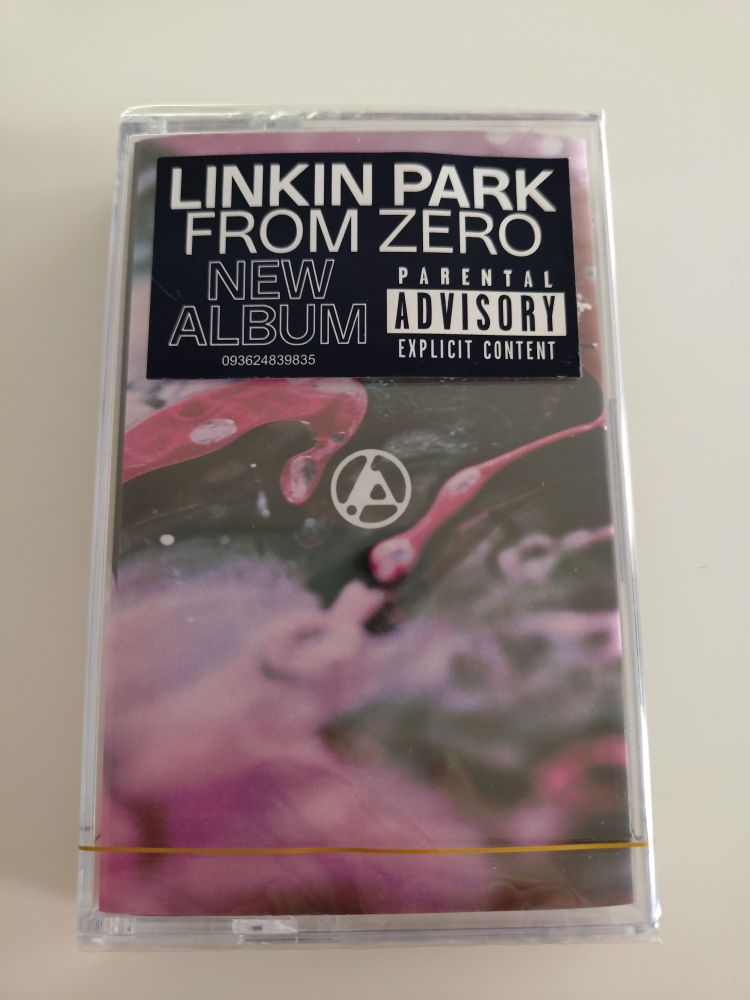 LINKIN PARK
FROM ZERO
NEW
ALBUM
093624839835
PARENTAL
ADVISORY
EXPLICIT CONTENT